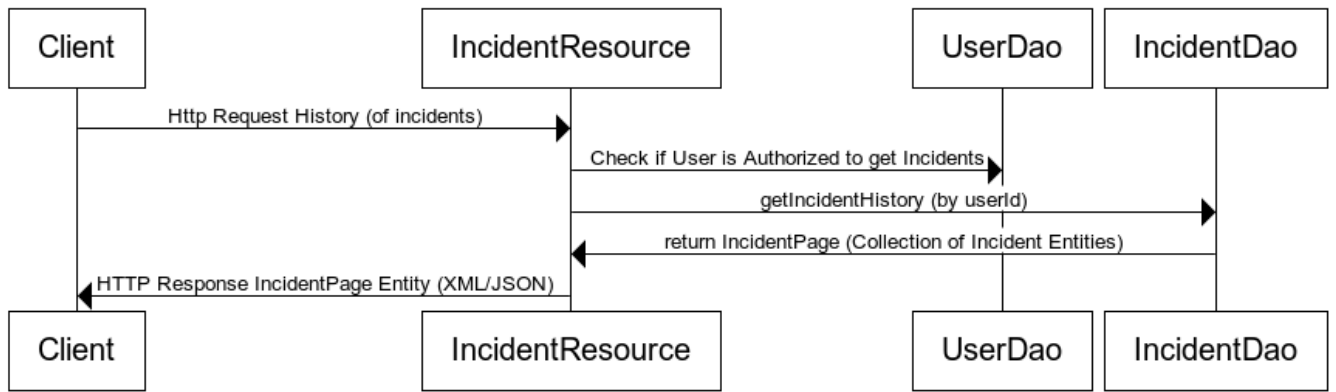 Client
IncidentResource
UserDao
IncidentDao
Http Request History (of incidents)
Check if User is Authorized to get Incidents
getIncidentHistory (by userId)
return IncidentPage (Collection of Incident Entities)
HTTP Response IncidentPage Entity (XML/JSON)
Client
IncidentResource
UserDao
IncidentDao